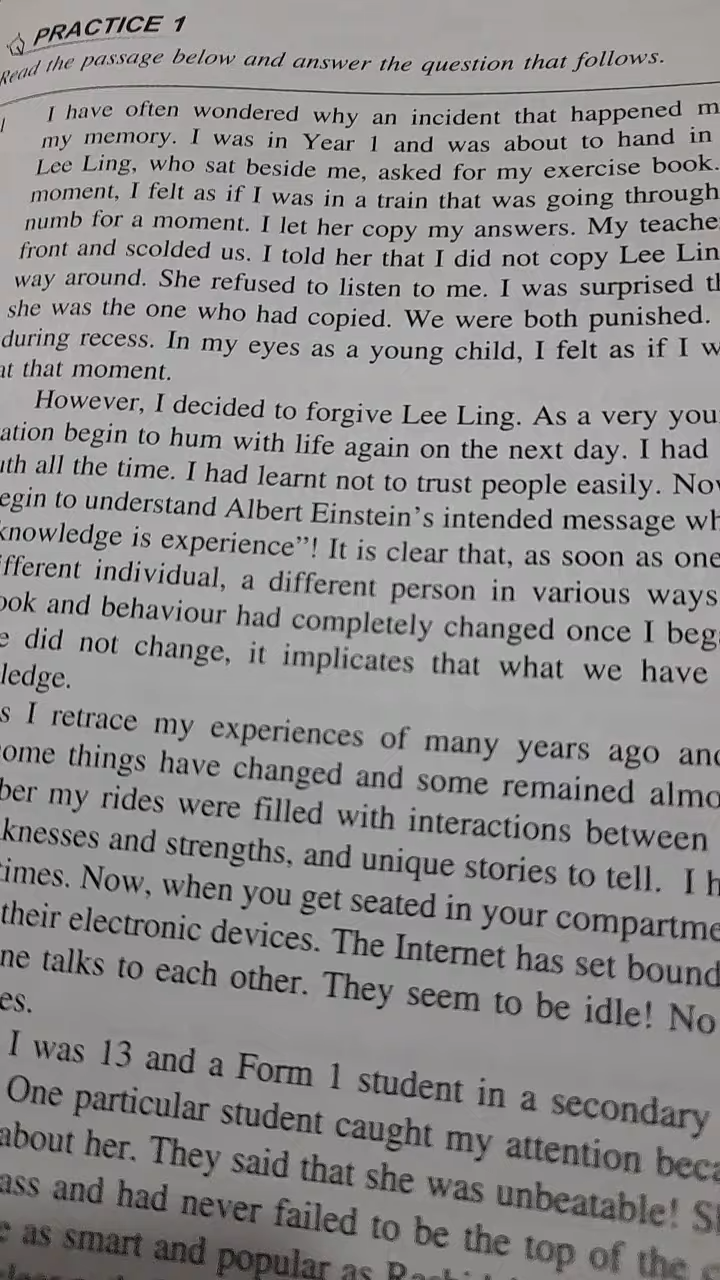 PRACTICE 1
Read the passage below and answer the question that follows.
I have often wondered why an incident that happened
my memory. I was in Year 1 and was about to hand in
Lee Ling, who sat beside me, asked for my exercise book.
moment, I felt as if I was in a train that was going through
numb for a moment. I let her copy my answers. My
front and scolded us. I told her that I did not copy Lee
way around. She refused to listen to me. I was surprised
she was the one who had copied. We were both punished.
during recess. In my eyes as a young child, I felt as if I
at that moment.
However, I decided to forgive Lee Ling. As a very
ation begin to hum with life again on the next day. I had
uth all the time. I had learnt not to trust people easily.
egin to understand Albert Einstein's intended message
knowledge is experience"! It is clear that, as soon as one
ifferent individual, a different person in various ways
ook and behaviour had completely changed once I
e did not change, it implicates that what we have
ledge.
s I retrace my experiences of many years ago
ome things have changed and some remained
ber my rides were filled with interactions between
knesses and strengths, and unique stories to tell. I
imes. Now, when you get seated in your
their electronic devices. The Internet has set
ne talks to each other. They seem to be idle! No
es.
I was 13 and a Form 1 student in a secondary
One particular student caught my attention
about her. They said that she was unbeatable!
ass and had never failed to be the top of the
e as smart and popular as